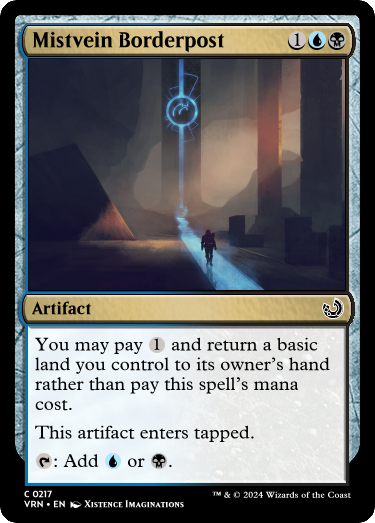 Mistvein Borderpost 1
Artifact
You may pay 1 and return a basic
land you control to its owner's hand
rather than pay this spell's mana
cost.
This artifact enters tapped.
: Add or .
C 0217
™ & © 2024 Wizards of the Coast
VRN • EN Xistence Imaginations